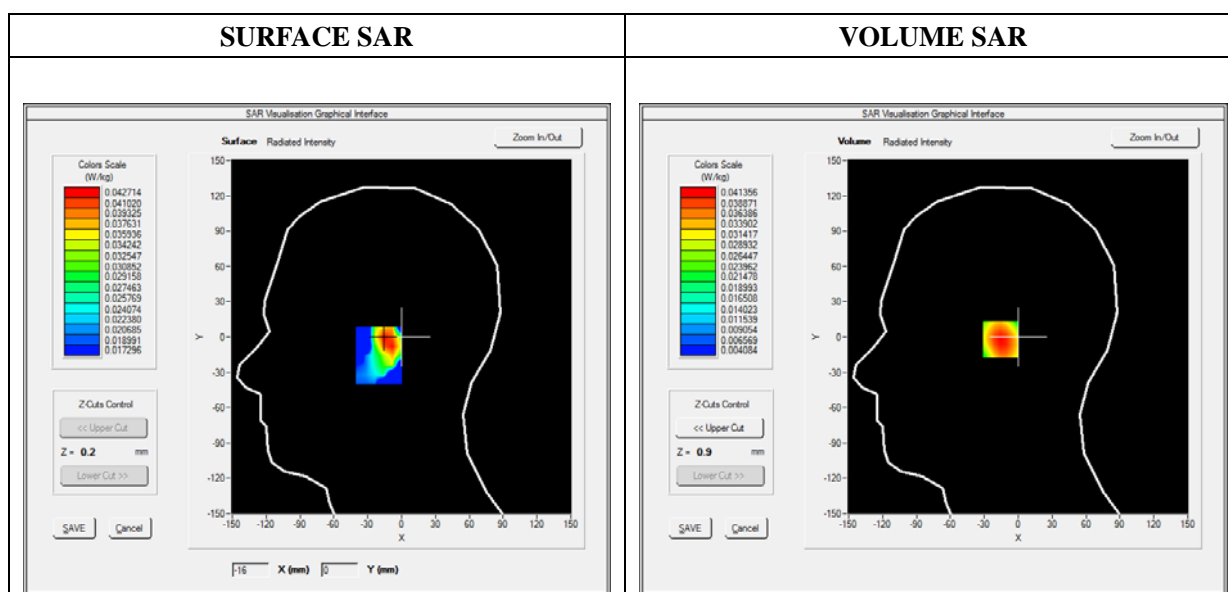 SURFACE SAR
VOLUME SAR
SAR Visualisation Graphical Interface
Surface Radiated Intensity
Zoom In/Out
Colors Scale
(W/kg)
0.042714
0.041020
0.039325
0.037631
0.035936
0.034242
0.032547
0.030852
0.029158
0.027463
0.025769
0.024074
0.022380
0.020685
0.018991
0.017296
Z-Cuts Control
<< Upper Cut
Z = 0.2 mm
Lower Cut >>
SAVE Cancel
150
120
90
60
30
0
-30
-60
-90
-120
-150
Y
-150 -120 -90 -60 -30 0 30 60 90 120 150
X
-16 X (mm) 0 Y (mm)
SAR Visualisation Graphical Interface
Volume Radiated Intensity
Zoom In/Out
Colors Scale
(W/kg)
0.041356
0.038871
0.036386
0.033902
0.031417
0.028932
0.026447
0.023962
0.021478
0.018993
0.016508
0.014023
0.011539
0.009054
0.006569
0.004084
Z-Cuts Control
<< Upper Cut
Z = 0.9 mm
Lower Cut >>
SAVE Cancel
150
120
90
60
30
0
-30
-60
-90
-120
-150
Y
-150 -120 -90 -60 -30 0 30 60 90 120 150
X